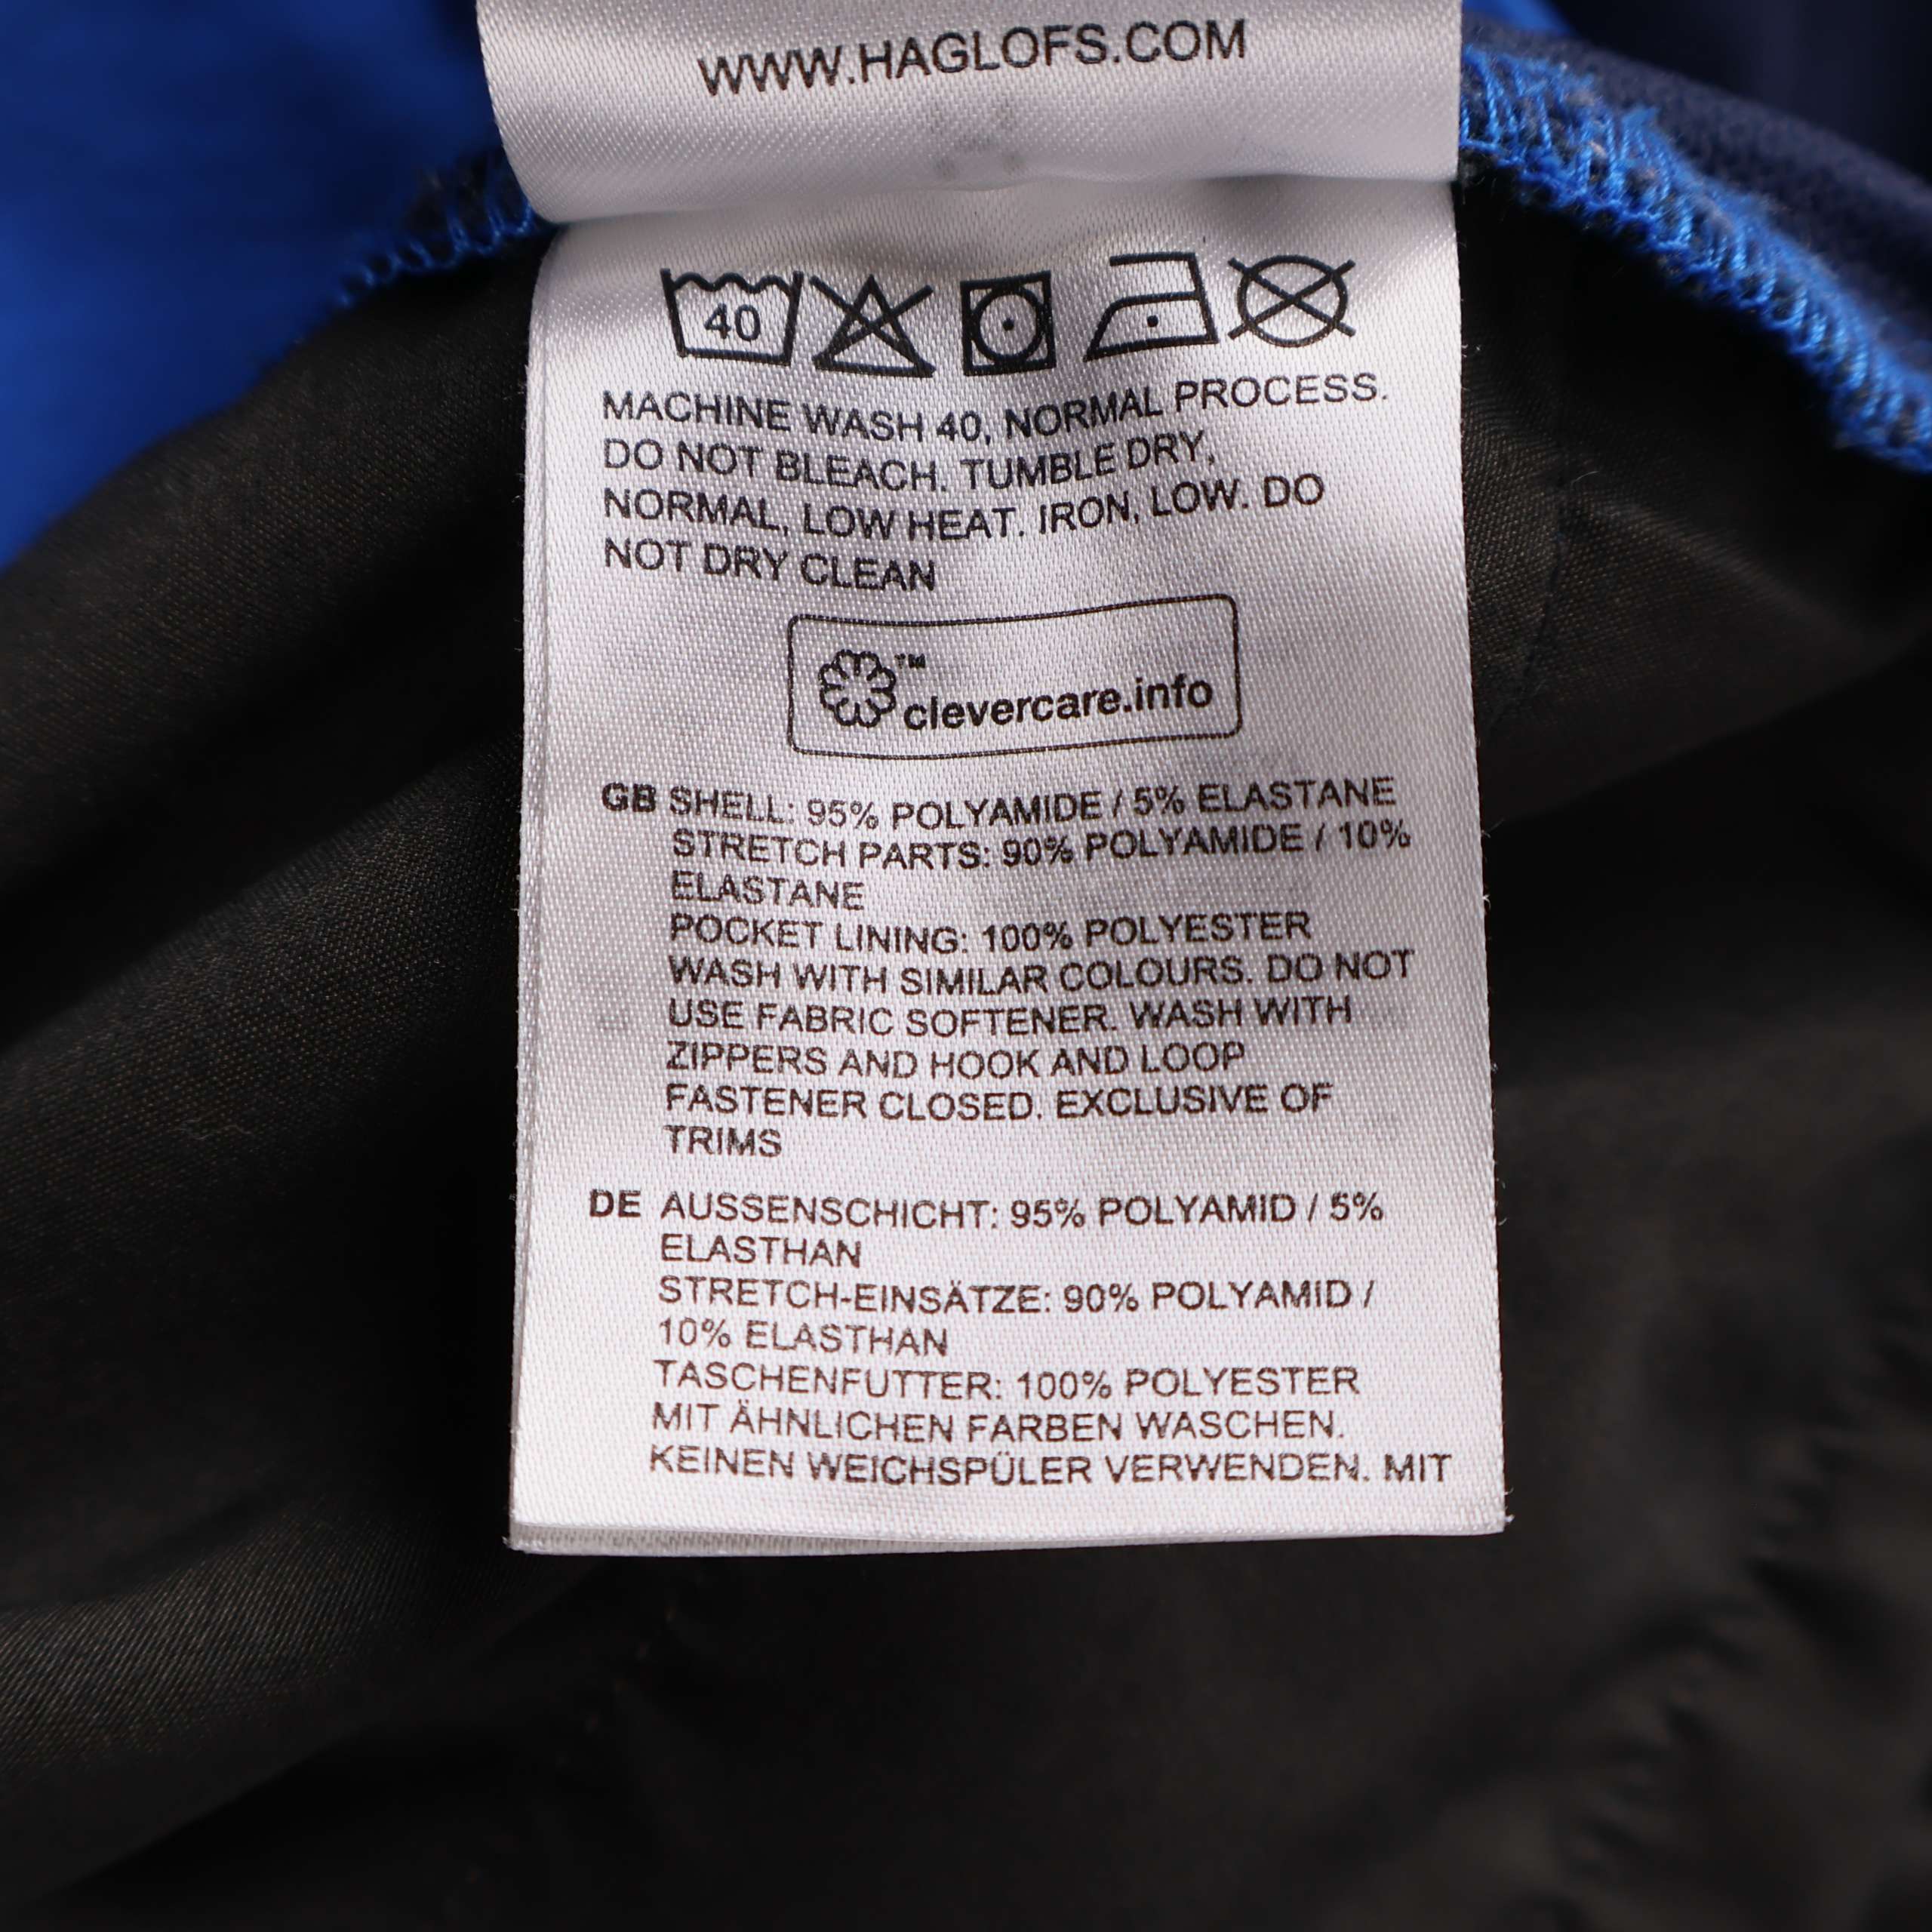 WWW.HAGLOFS.COM
40
MACHINE WASH 40, NORMAL PROCESS.
DO NOT BLEACH. TUMBLE DRY,
NORMAL, LOW HEAT. IRON, LOW. DO
NOT DRY CLEAN
™
clevercare.info
GB SHELL: 95% POLYAMIDE / 5% ELASTANE
STRETCH PARTS: 90% POLYAMIDE / 10%
ELASTANE
POCKET LINING: 100% POLYESTER
WASH WITH SIMILAR COLOURS. DO NOT
USE FABRIC SOFTENER. WASH WITH
ZIPPERS AND HOOK AND LOOP
FASTENER CLOSED. EXCLUSIVE OF
TRIMS
DE AUSSENSCHICHT: 95% POLYAMID / 5%
ELASTHAN
STRETCH-EINSÄTZE: 90% POLYAMID /
10% ELASTHAN
TASCHENFUTTER: 100% POLYESTER
MIT ÄHNLICHEN FARBEN WASCHEN.
KEINEN WEICHSPÜLER VERWENDEN. MIT